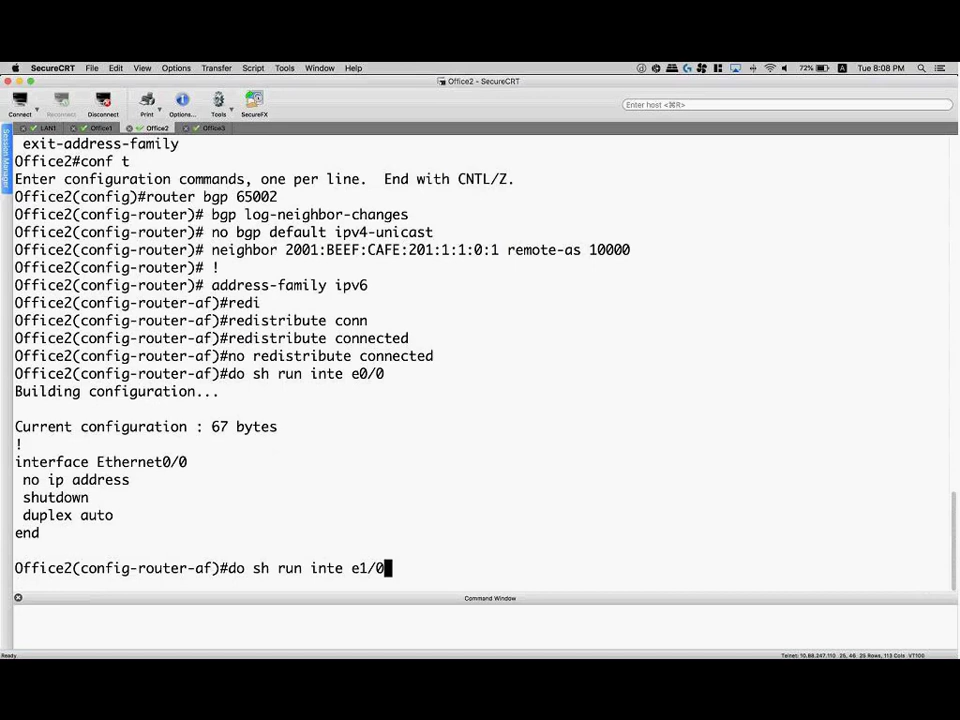 SecureCRT File Edit View Options Transfer Script Tools Window Help 72% A Tue 8:08 PM
Office2 - SecureCRT
Connect Reconnect Disconnect Print Options... Tools SecureFX Enter host <⌘R>
LAN1 Office1 Office2 Office3
Session Manager
exit-address-family
Office2#conf t
Enter configuration commands, one per line.  End with CNTL/Z.
Office2(config)#router bgp 65002
Office2(config-router)# bgp log-neighbor-changes
Office2(config-router)# no bgp default ipv4-unicast
Office2(config-router)# neighbor 2001:BEEF:CAFE:201:1:1:0:1 remote-as 10000
Office2(config-router)# !
Office2(config-router)# address-family ipv6
Office2(config-router-af)#redi
Office2(config-router-af)#redistribute conn
Office2(config-router-af)#redistribute connected
Office2(config-router-af)#no redistribute connected
Office2(config-router-af)#do sh run inte e0/0
Building configuration...
Current configuration : 67 bytes
!
interface Ethernet0/0
no ip address
shutdown
duplex auto
end
Office2(config-router-af)#do sh run inte e1/0
Command Window
Ready Telnet: 10.88.247.110 25, 46 25 Rows, 113 Cols VT100